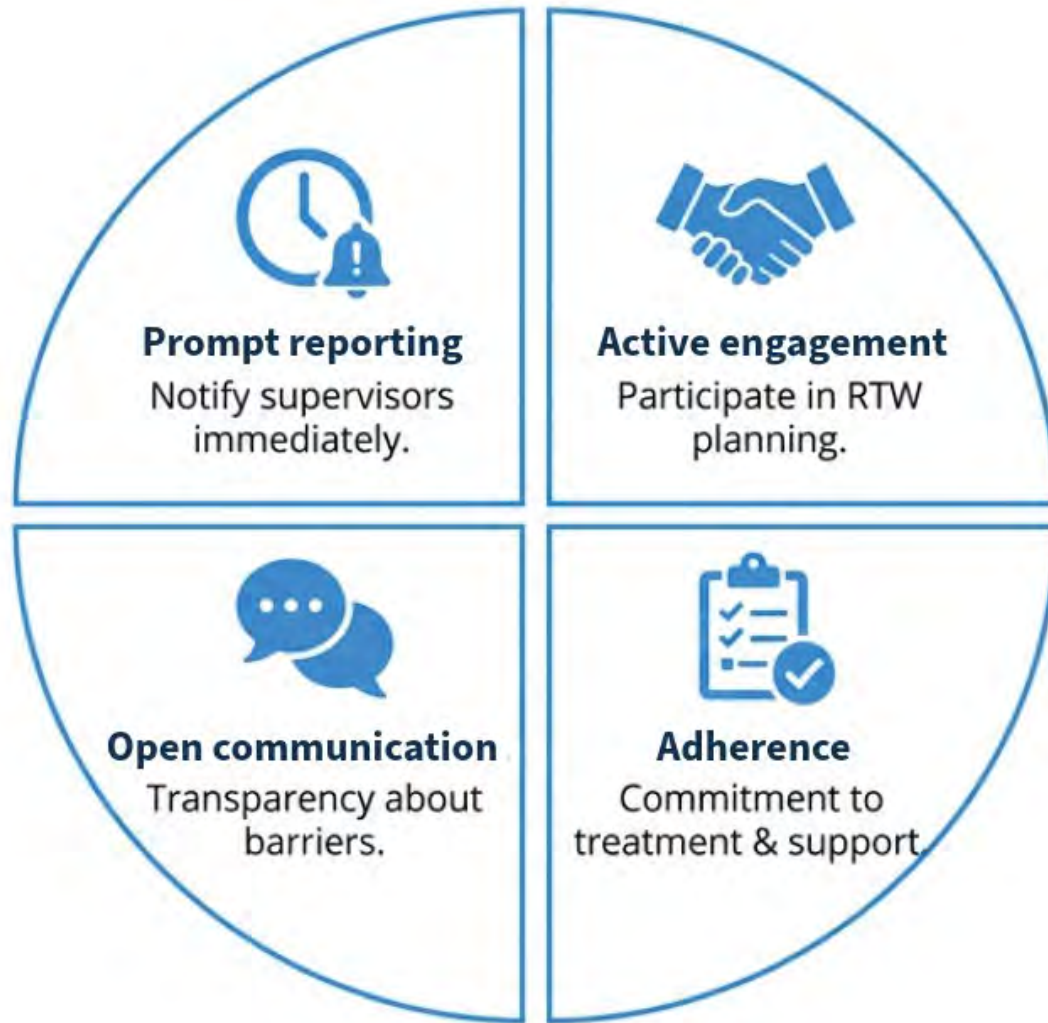 Prompt reporting
Notify supervisors
immediately.
Active engagement
Participate in RTW
planning.
Open communication
Transparency about
barriers.
Adherence
Commitment to
treatment & support.